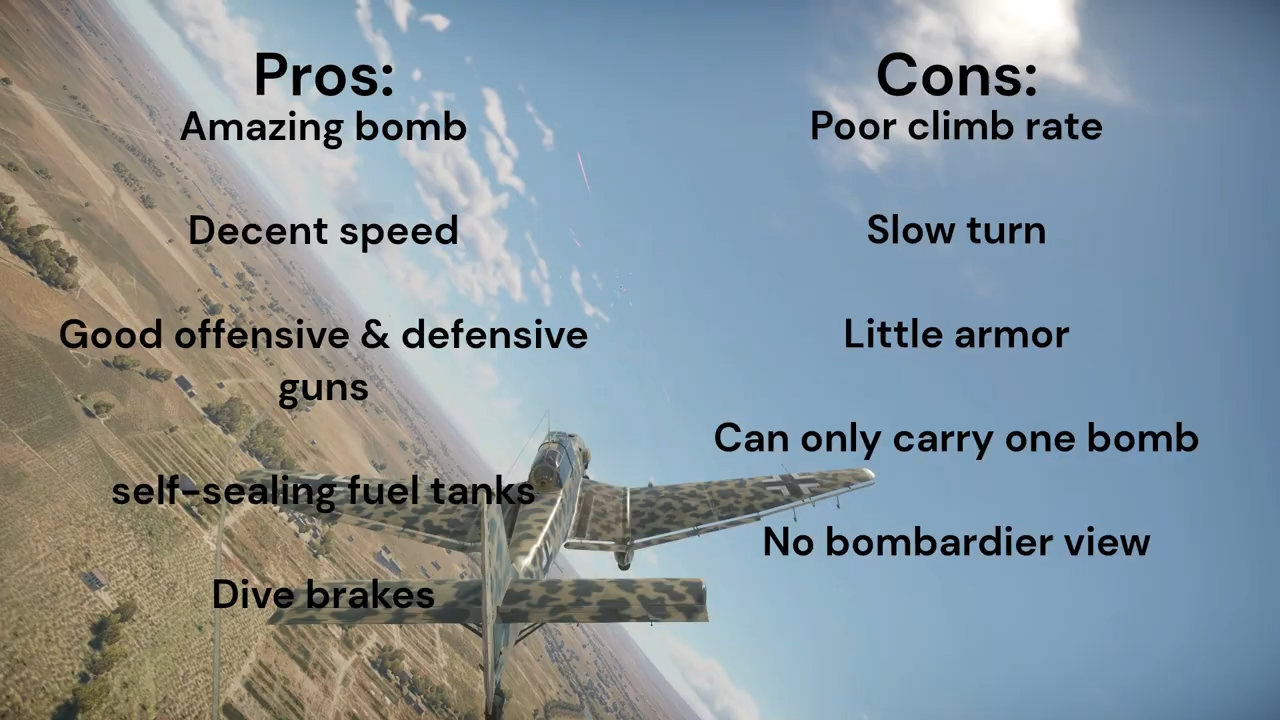 Pros:
Amazing bomb
Decent speed
Good offensive & defensive
guns
self-sealing fuel tanks
Dive brakes
Cons:
Poor climb rate
Slow turn
Little armor
Can only carry one bomb
No bombardier view